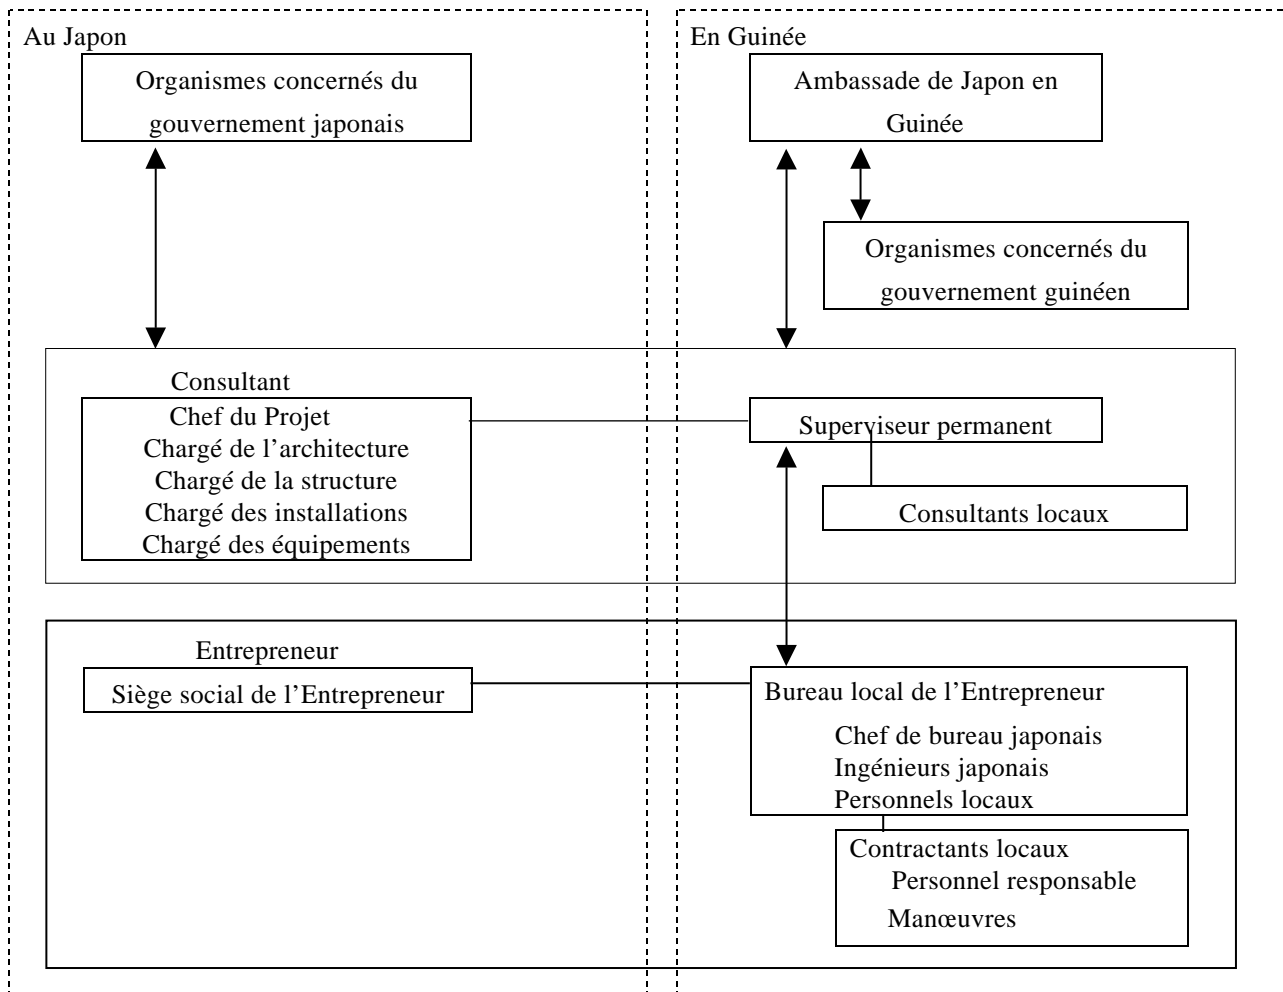 Au Japon
Organismes concernés du
gouvernement japonais
En Guinée
Ambassade de Japon en
Guinée
Organismes concernés du
gouvernement guinéen
Consultant
Chef du Projet
Chargé de l’architecture
Chargé de la structure
Chargé des installations
Chargé des équipements
Superviseur permanent
Consultants locaux
Entrepreneur
Siège social de l’Entrepreneur
Bureau local de l’Entrepreneur
Chef de bureau japonais
Ingénieurs japonais
Personnels locaux
Contractants locaux
Personnel responsable
Manœuvres